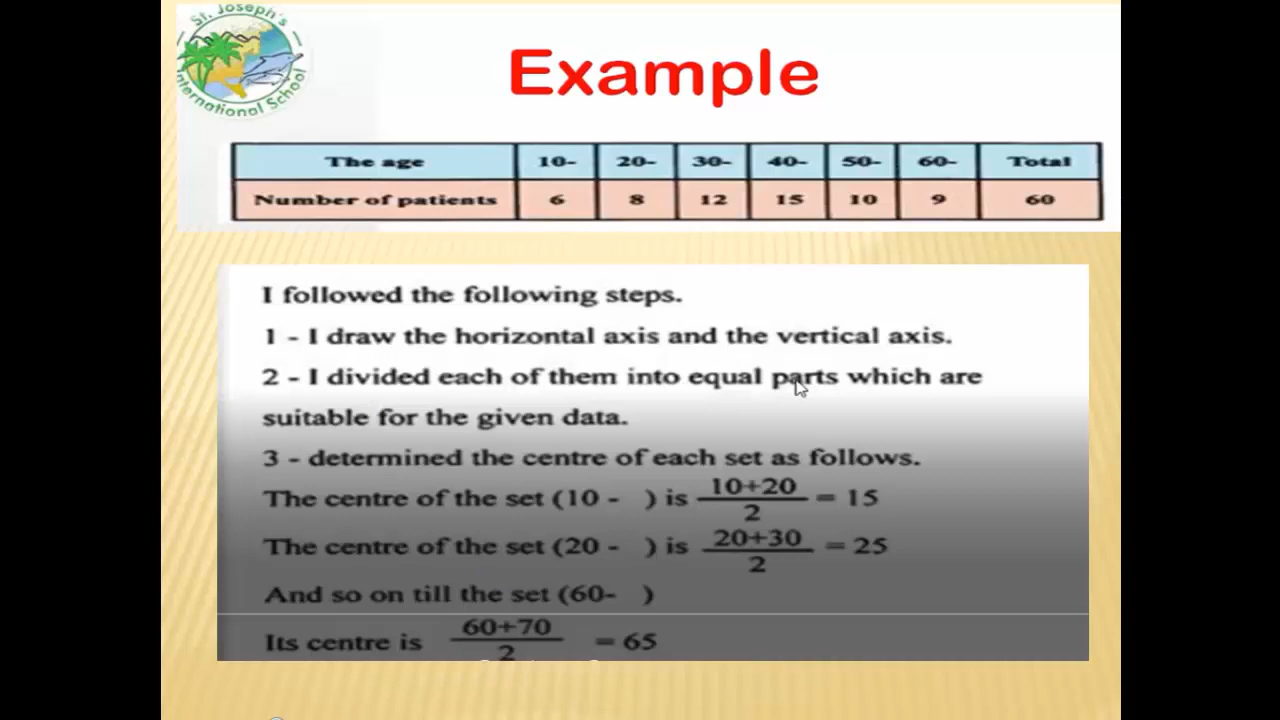 St. Joseph's
International School
Example
The age 10- 20- 30- 40- 50- 60- Total
Number of patients 6 8 12 15 10 9 60
I followed the following steps.
1 - I draw the horizontal axis and the vertical axis.
2 - I divided each of them into equal parts which are
suitable for the given data.
3 - determined the centre of each set as follows.
The centre of the set (10 - ) is 10+20/2 = 15
The centre of the set (20 - ) is 20+30/2 = 25
And so on till the set (60- )
Its centre is 60+70/2 = 65